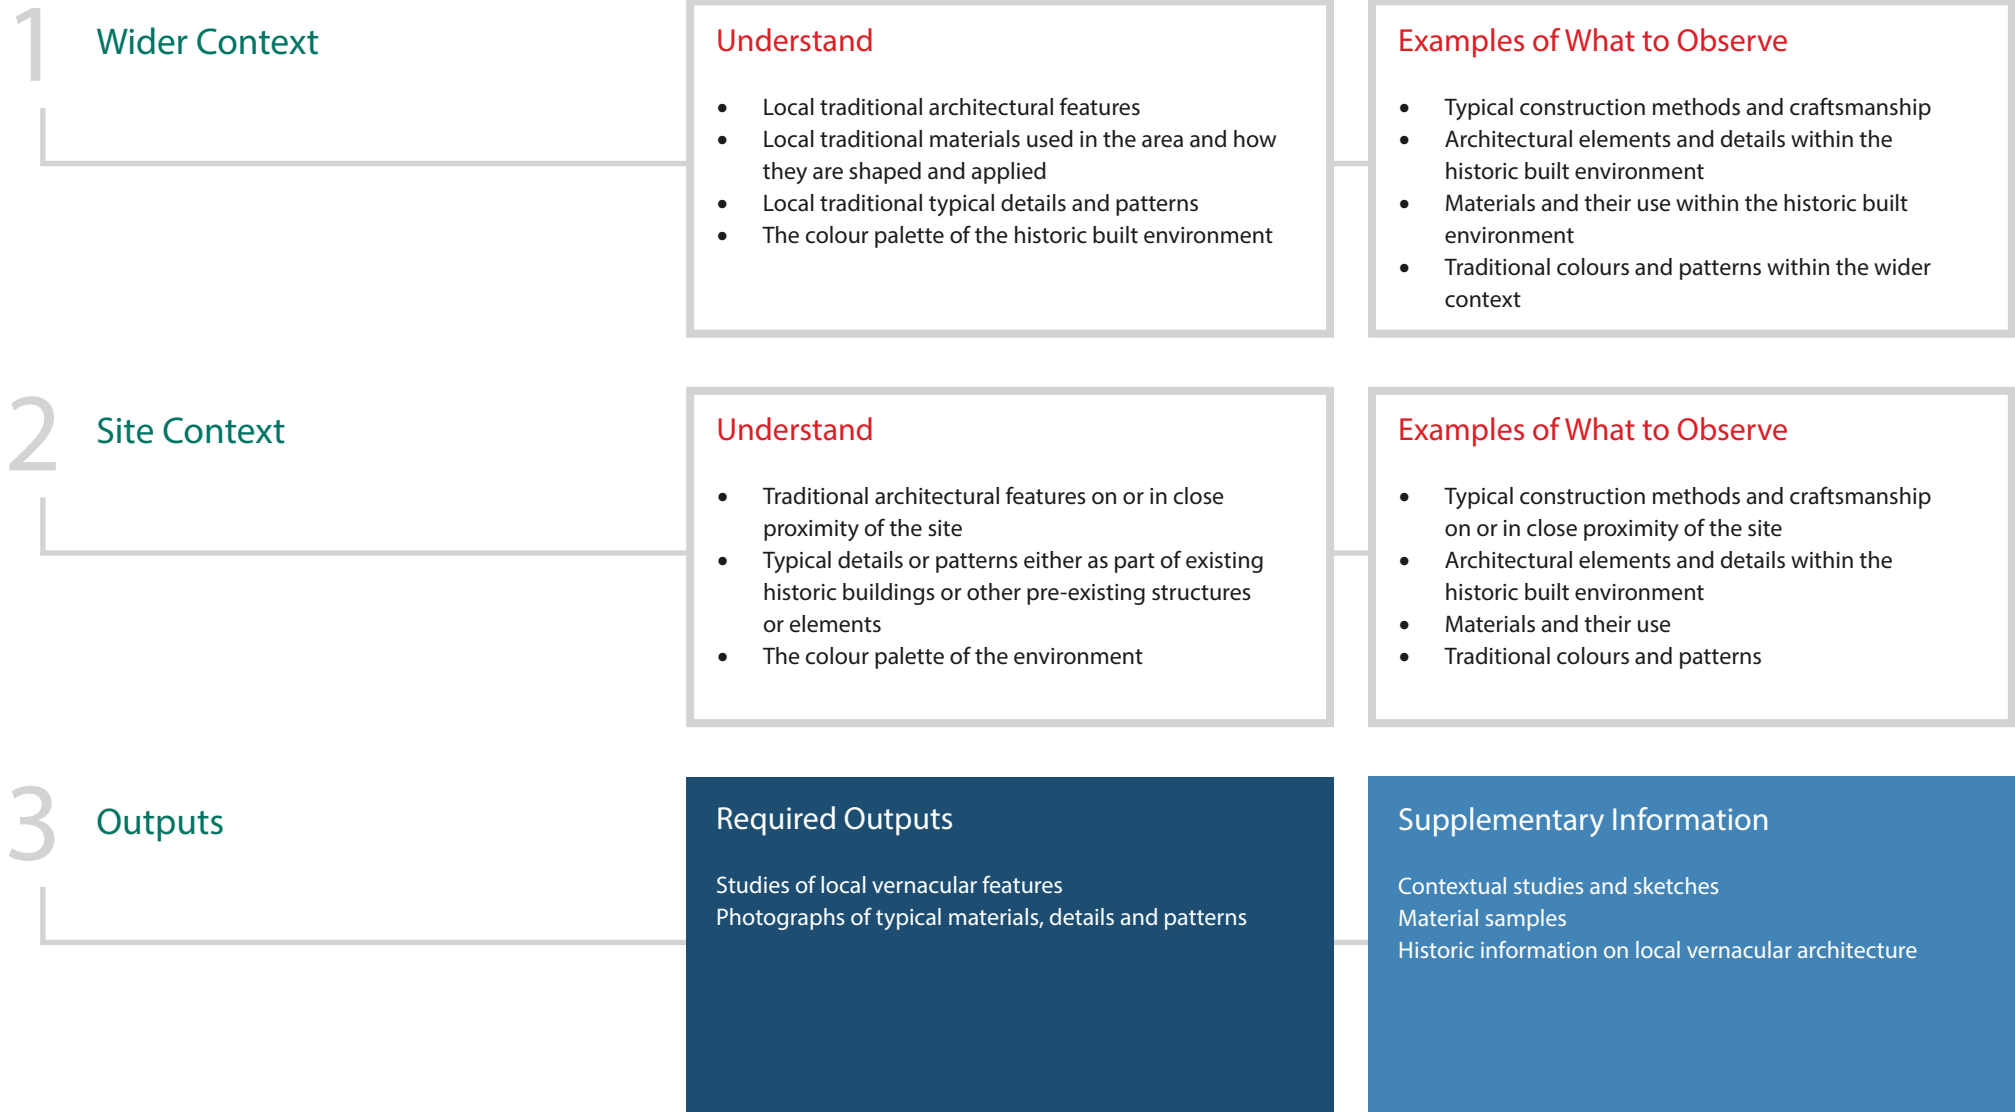 1
Wider Context
Understand
• Local traditional architectural features
• Local traditional materials used in the area and how
they are shaped and applied
• Local traditional typical details and patterns
• The colour palette of the historic built environment
Examples of What to Observe
• Typical construction methods and craftsmanship
• Architectural elements and details within the
historic built environment
• Materials and their use within the historic built
environment
• Traditional colours and patterns within the wider
context
2
Site Context
Understand
• Traditional architectural features on or in close
proximity of the site
• Typical details or patterns either as part of existing
historic buildings or other pre-existing structures
or elements
• The colour palette of the environment
Examples of What to Observe
• Typical construction methods and craftsmanship
on or in close proximity of the site
• Architectural elements and details within the
historic built environment
• Materials and their use
• Traditional colours and patterns
3
Outputs
Required Outputs
Studies of local vernacular features
Photographs of typical materials, details and patterns
Supplementary Information
Contextual studies and sketches
Material samples
Historic information on local vernacular architecture